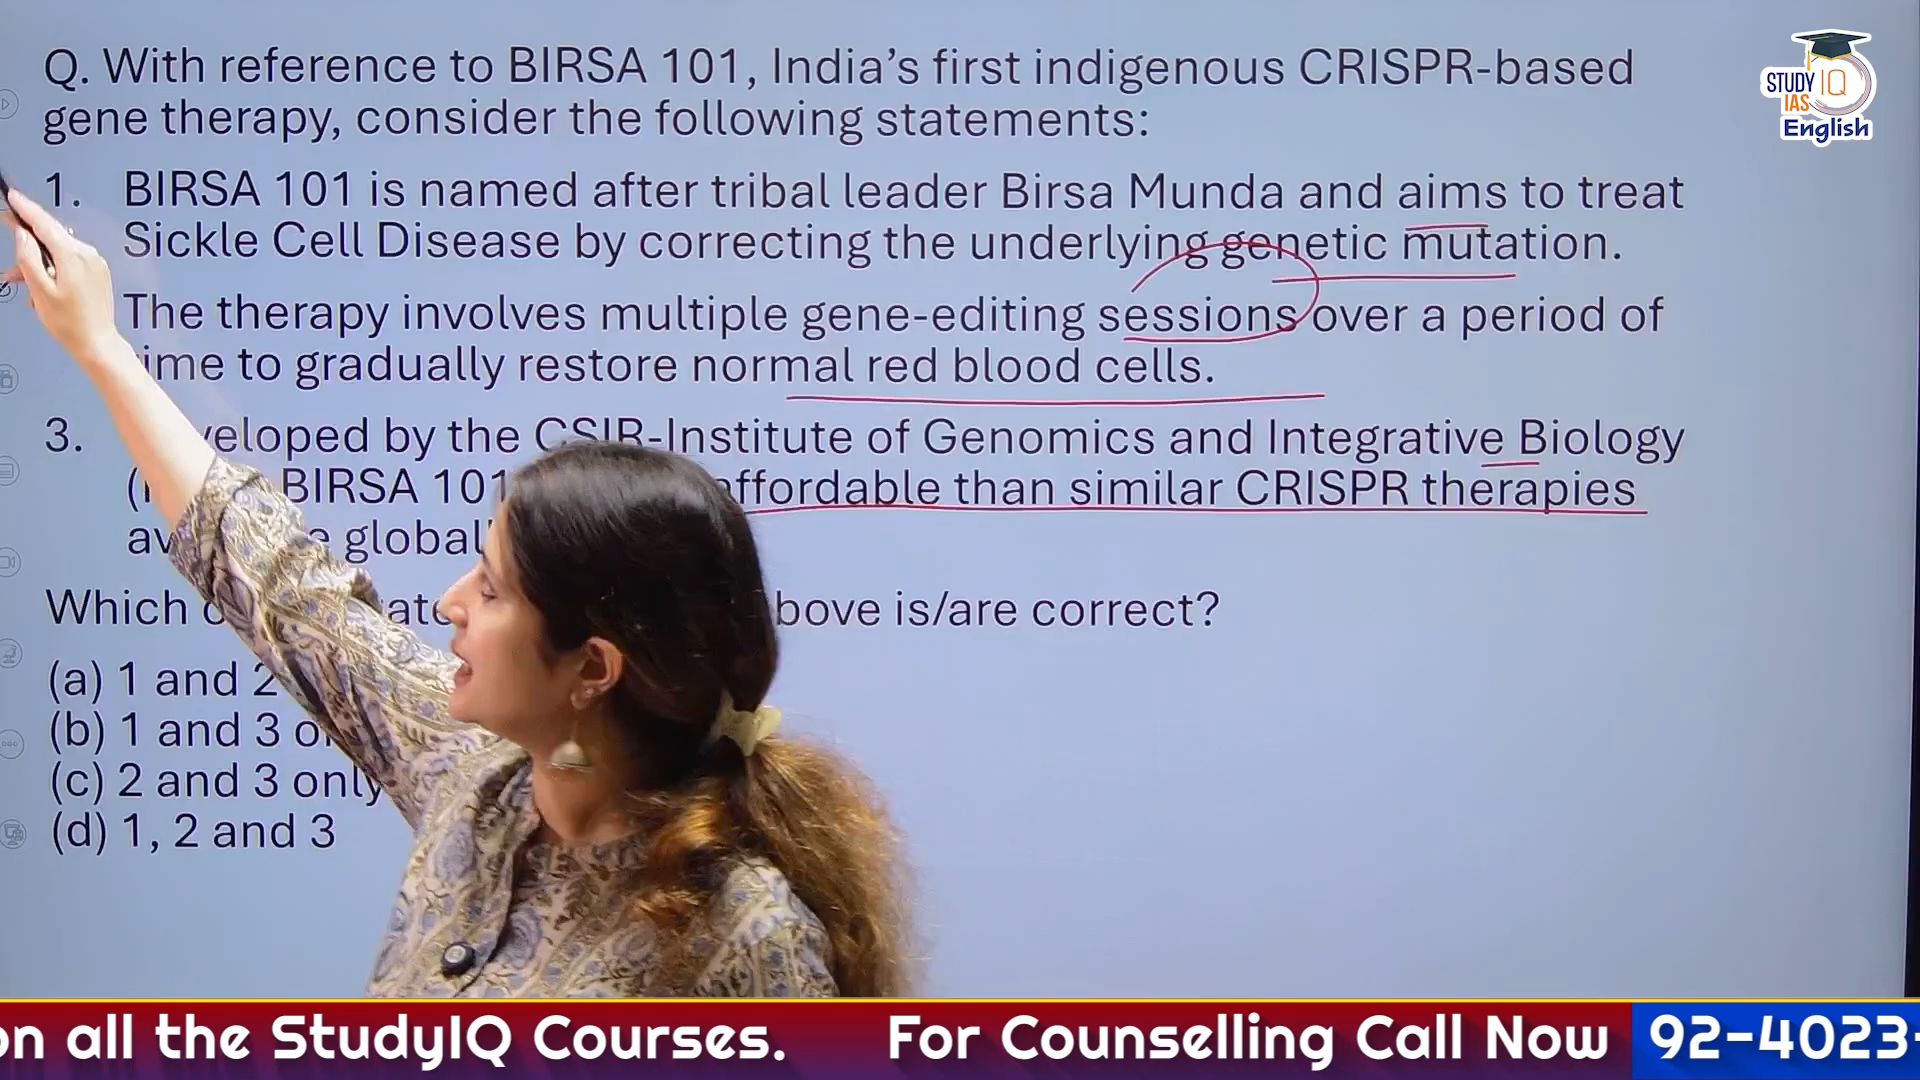 Q. With reference to BIRSA 101, India's first indigenous CRISPR-based
gene therapy, consider the following statements:
STUDY IQ
IAS
English
1. BIRSA 101 is named after tribal leader Birsa Munda and aims to treat
Sickle Cell Disease by correcting the underlying genetic mutation.
The therapy involves multiple gene-editing sessions over a period of
to gradually restore normal red blood cells.
3. by the CSIR-Institute of Genomics and Integrative Biology
BIRSA 101 than similar CRISPR therapies
Which is/are correct?
(a) 1 and 2
(b) 1 and 3
(c) 2 and 3 only
(d) 1, 2 and 3
on all the StudyIQ Courses. For Counselling Call Now 92-4023-